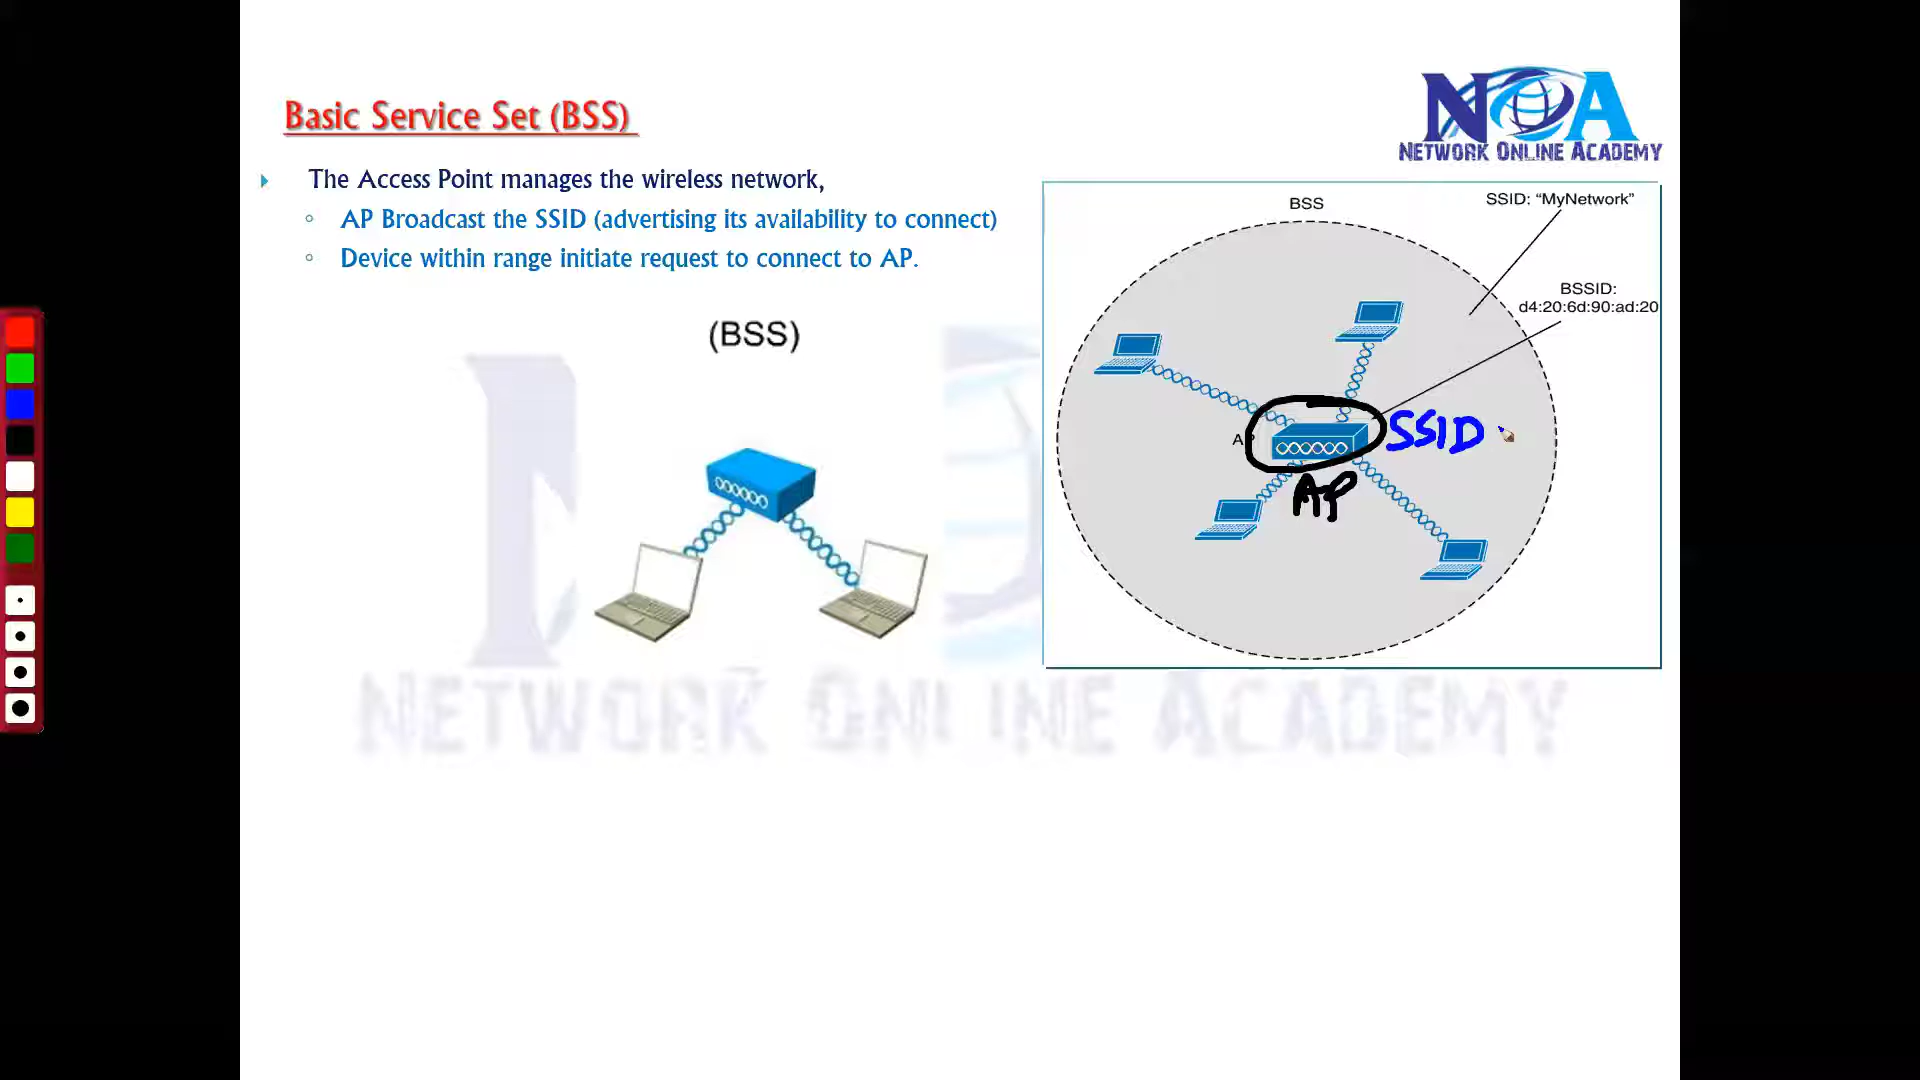 Basic Service Set (BSS)
NOA
NETWORK ONLINE ACADEMY
The Access Point manages the wireless network,
AP Broadcast the SSID (advertising its availability to connect)
Device within range initiate request to connect to AP.
(BSS)
BSS
SSID: “MyNetwork”
BSSID:
d4:20:6d:90:ad:20
AP
SSID
AP
NETWORK ONLINE ACADEMY